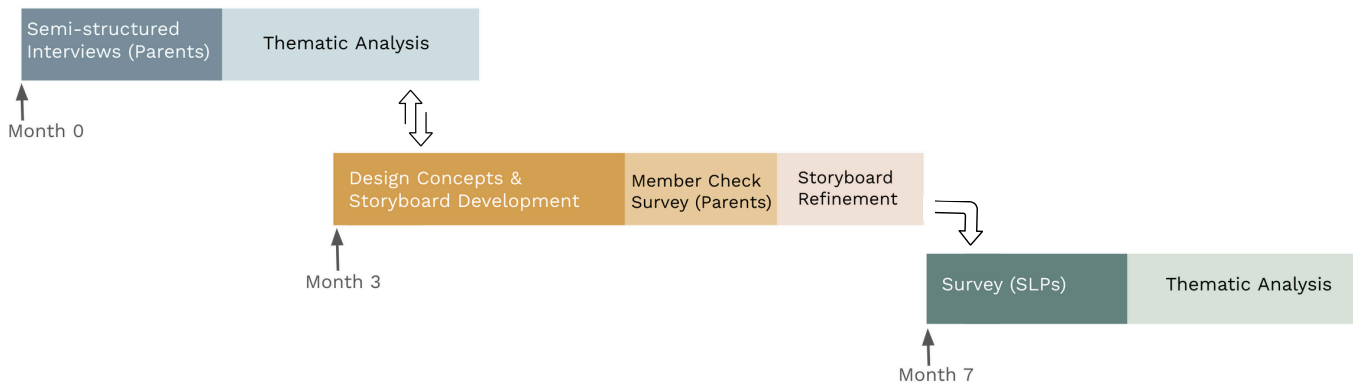 Semi-structured
Interviews (Parents)
Thematic Analysis
Month 0
Design Concepts &
Storyboard Development
Member Check
Survey (Parents)
Storyboard
Refinement
Month 3
Survey (SLPs)
Thematic Analysis
Month 7